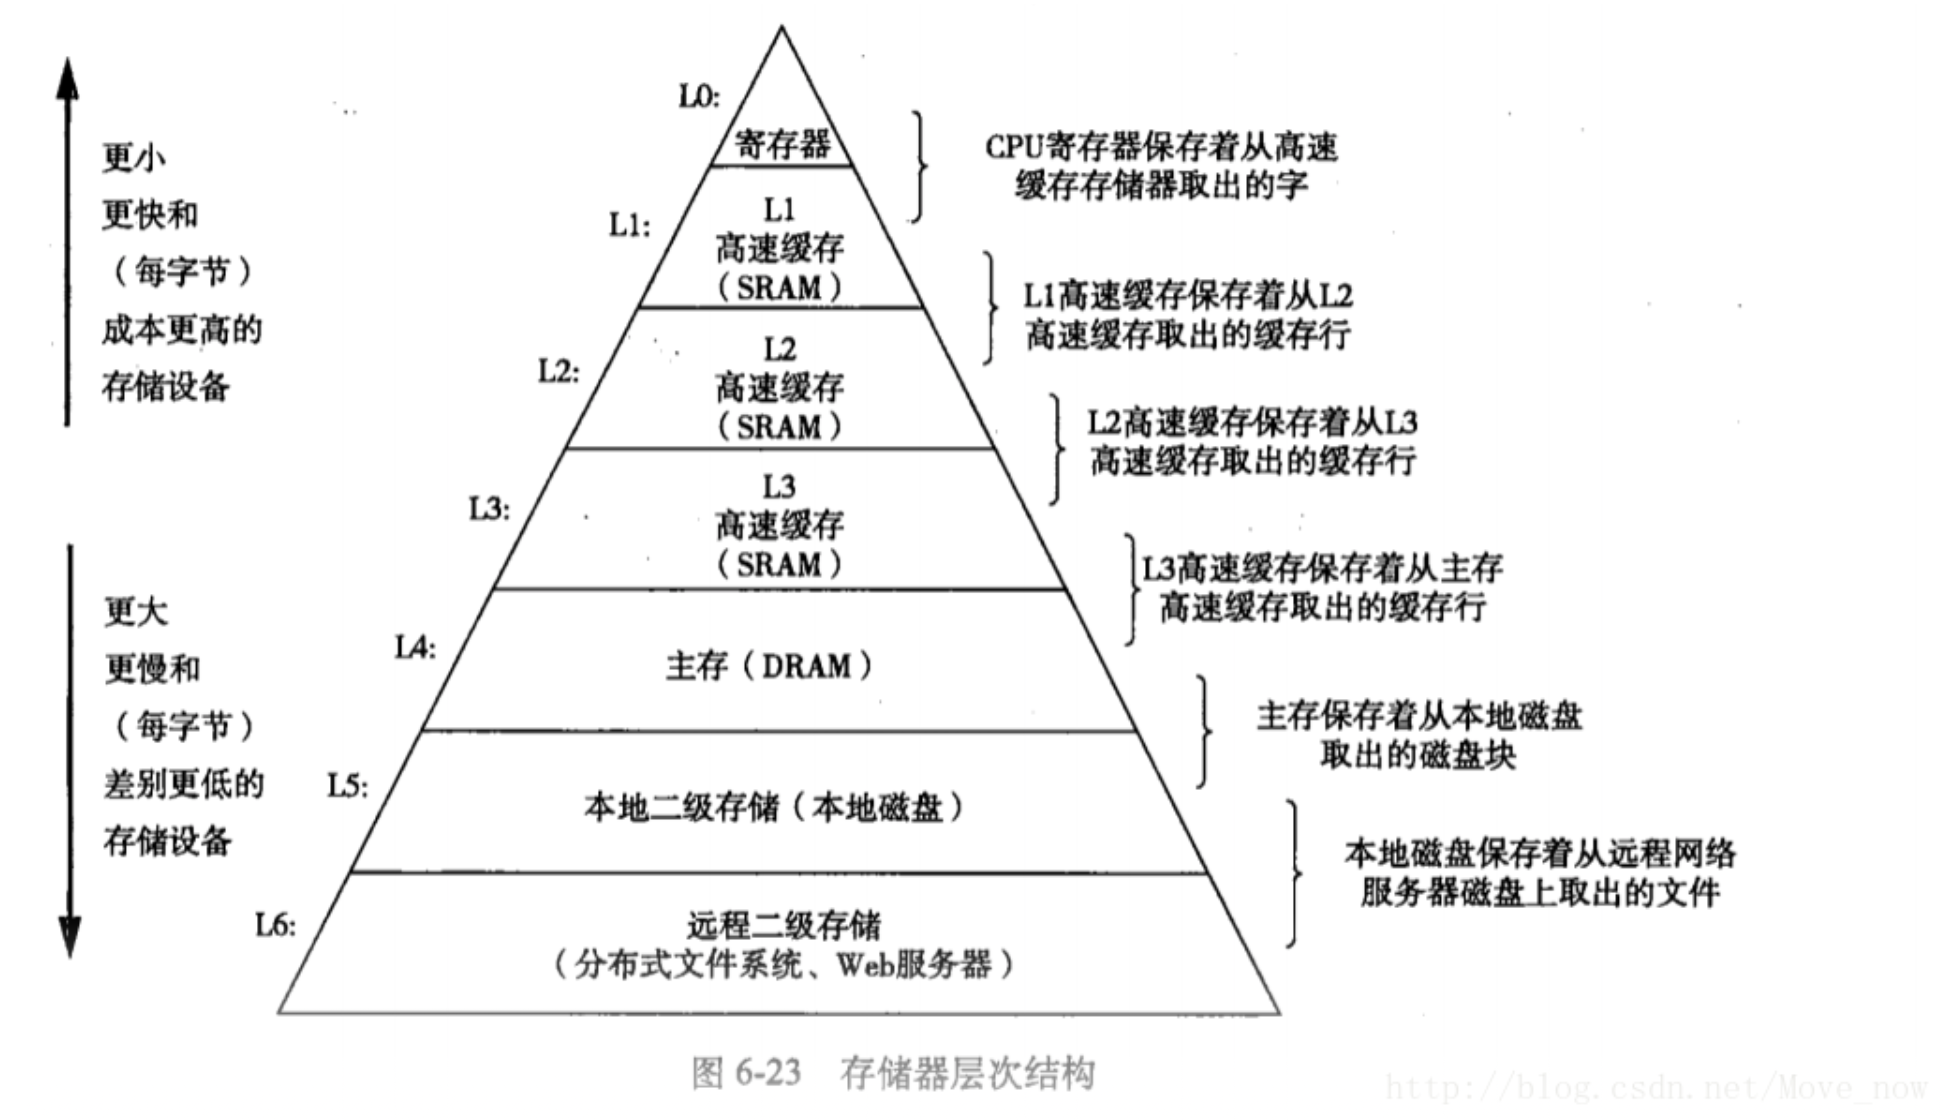 更小
更快和
（每字节）
成本更高的
存储设备
更大
更慢和
（每字节）
差别更低的
存储设备
L0:
寄存器
L1:
L1
高速缓存
（SRAM）
L2:
L2
高速缓存
（SRAM）
L3:
L3
高速缓存
（SRAM）
L4:
主存（DRAM）
L5:
本地二级存储（本地磁盘）
L6:
远程二级存储
（分布式文件系统、Web服务器）
CPU寄存器保存着从高速
缓存存储器取出的字
L1高速缓存保存着从L2
高速缓存取出的缓存行
L2高速缓存保存着从L3
高速缓存取出的缓存行
L3高速缓存保存着从主存
高速缓存取出的缓存行
主存保存着从本地磁盘
取出的磁盘块
本地磁盘保存着从远程网络
服务器磁盘上取出的文件
图 6-23 存储器层次结构
http://blog.csdn.net/Move_now